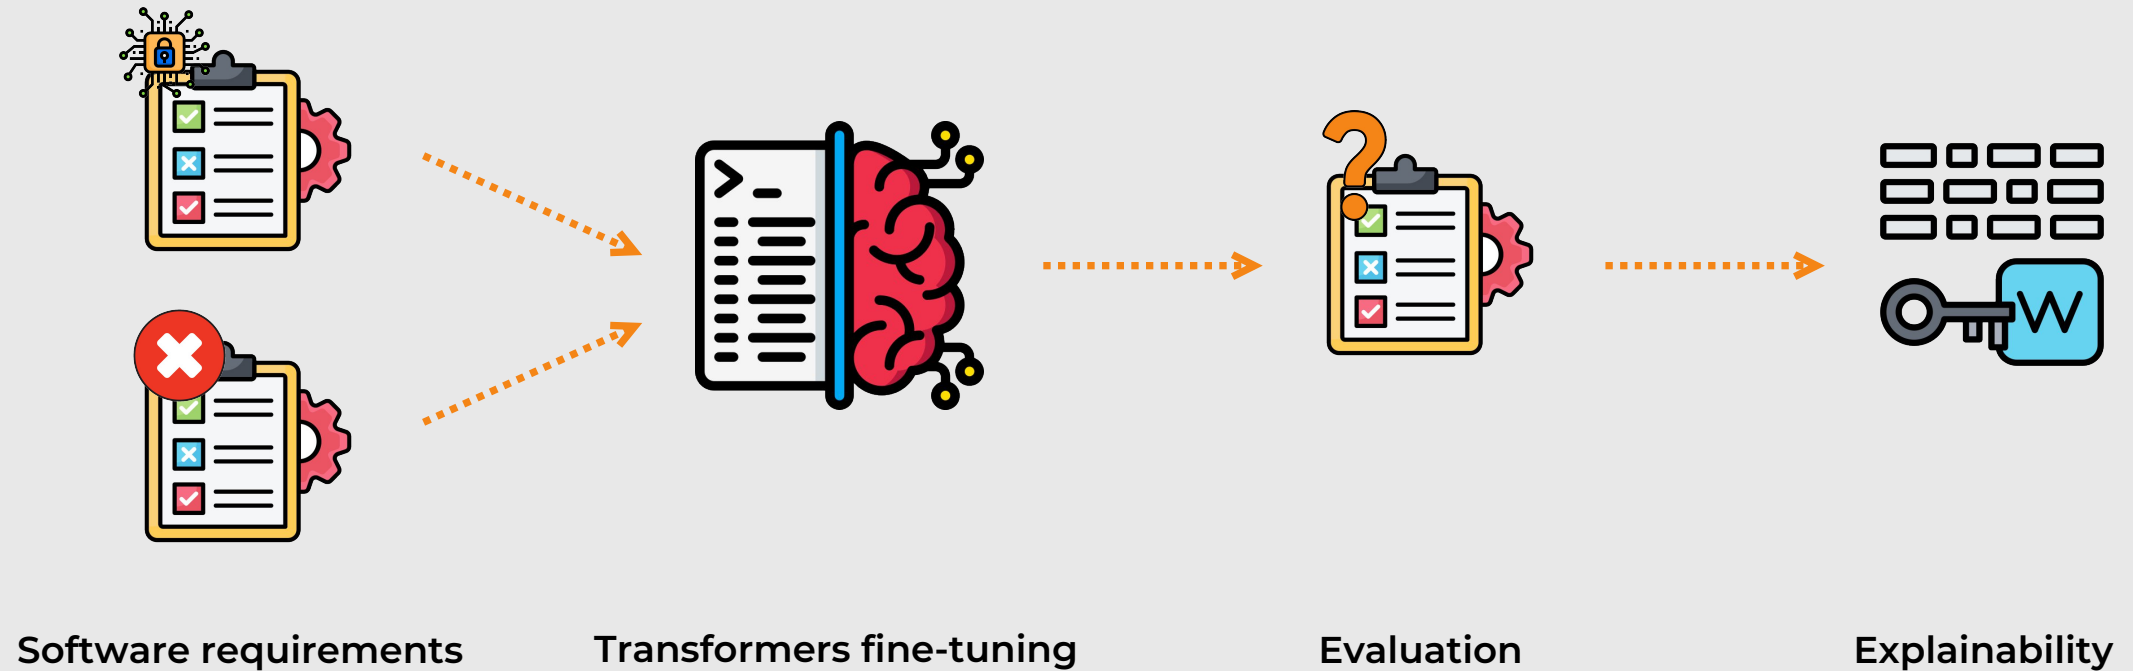 W
Software requirements
Transformers fine-tuning
Evaluation
Explainability